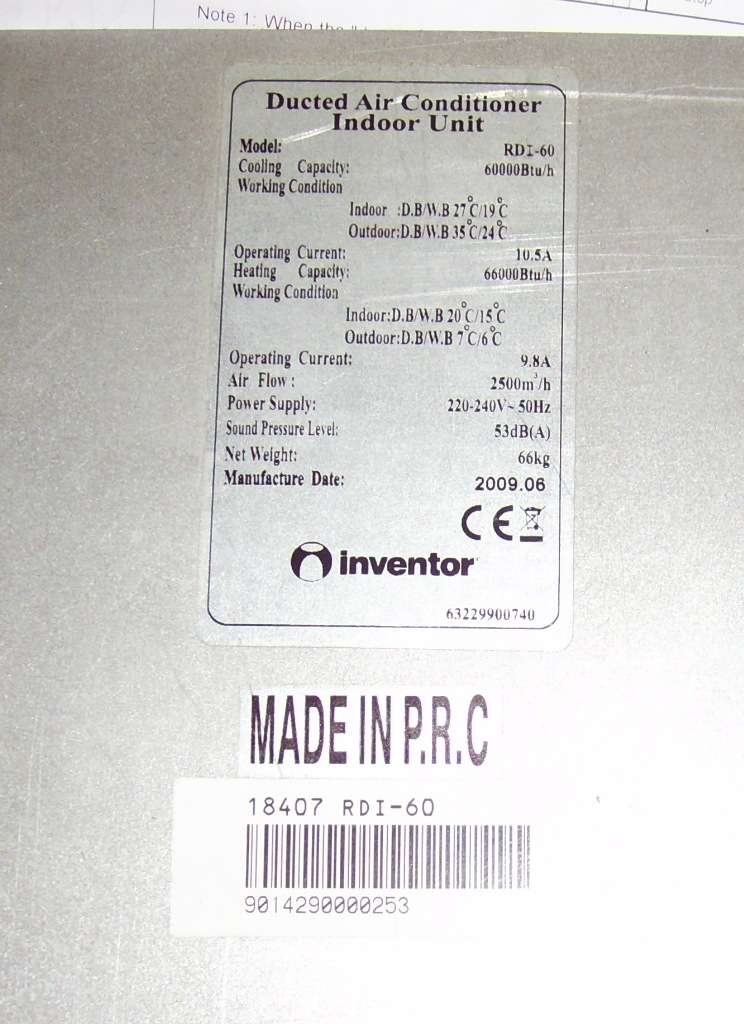 Note 1: When the
Ducted Air Conditioner
Indoor Unit
Model: RDI-60
Cooling Capacity: 60000Btu/h
Working Condition
Indoor :D.B/W.B 27°C/19°C
Outdoor:D.B/W.B 35°C/24°C
Operating Current: 10.5A
Heating Capacity: 66000Btu/h
Working Condition
Indoor:D.B/W.B 20°C/15°C
Outdoor:D.B/W.B 7°C/6°C
Operating Current: 9.8A
Air Flow : 2500m³/h
Power Supply: 220-240V~ 50Hz
Sound Pressure Level: 53dB(A)
Net Weight: 66kg
Manufacture Date: 2009.06
CE
inventor
63229900740
MADE IN P.R.C
18407 RDI-60
9014290000253